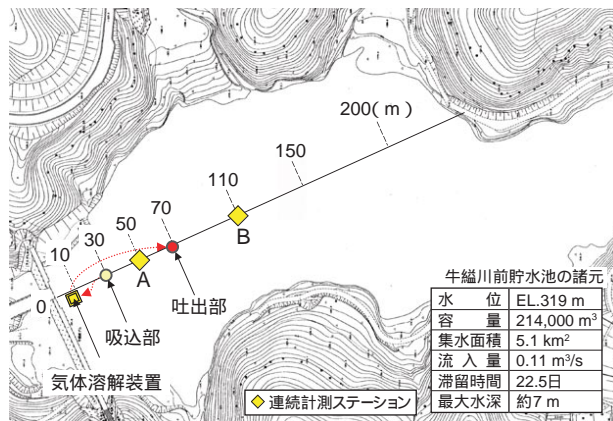 200( m )
150
110
70
50
30
10
0
A
B
吐出部
吸込部
気体溶解装置
連続計測ステーション
牛縊川前貯水池の諸元
水 位 EL.319 m
容 量 214,000 m³
集水面積 5.1 km²
流 入 量 0.11 m³/s
滞留時間 22.5日
最大水深 約7 m